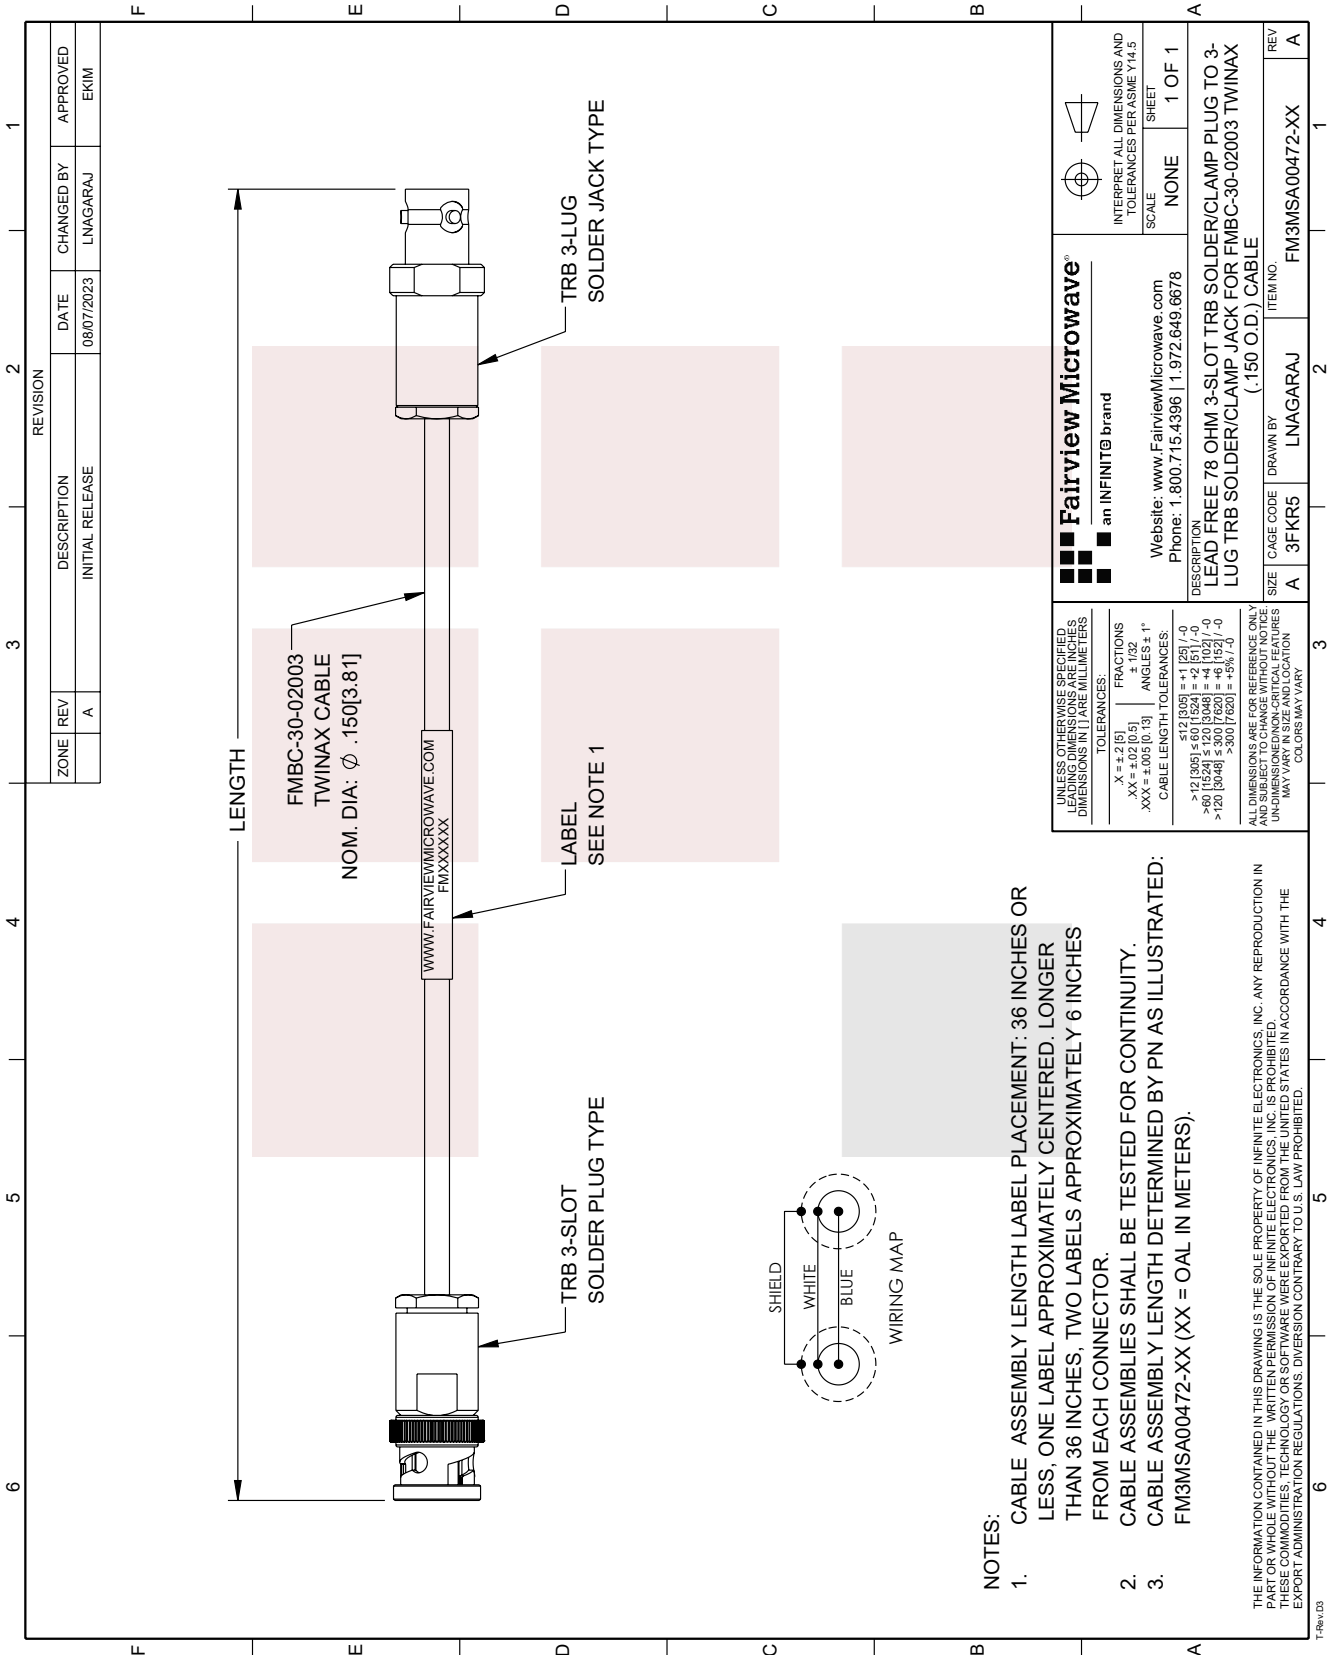 6
5
4
3
2
1
F
E
D
C
B
A
REVISION
ZONE REV DESCRIPTION DATE CHANGED BY APPROVED
A INITIAL RELEASE 08/07/2023 LNAGARAJ EKIM
LENGTH
FMBC-30-02003
TWINAX CABLE
NOM. DIA: Ø .150[3.81]
WWW.FAIRVIEWMICROWAVE.COM
FMXXXXXX
LABEL
SEE NOTE 1
TRB 3-SLOT
SOLDER PLUG TYPE
TRB 3-LUG
SOLDER JACK TYPE
SHIELD
WHITE
BLUE
WIRING MAP
NOTES:
1. CABLE ASSEMBLY LENGTH LABEL PLACEMENT: 36 INCHES OR
LESS, ONE LABEL APPROXIMATELY CENTERED. LONGER
THAN 36 INCHES, TWO LABELS APPROXIMATELY 6 INCHES
FROM EACH CONNECTOR.
2. CABLE ASSEMBLIES SHALL BE TESTED FOR CONTINUITY.
3. CABLE ASSEMBLY LENGTH DETERMINED BY PN AS ILLUSTRATED:
FM3MSA00472-XX (XX = OAL IN METERS).
THE INFORMATION CONTAINED IN THIS DRAWING IS THE SOLE PROPERTY OF INFINITE ELECTRONICS, INC. ANY REPRODUCTION IN
PART OR WHOLE WITHOUT THE WRITTEN PERMISSION OF INFINITE ELECTRONICS, INC. IS PROHIBITED.
THESE COMMODITIES, TECHNOLOGY OR SOFTWARE WERE EXPORTED FROM THE UNITED STATES IN ACCORDANCE WITH THE
EXPORT ADMINISTRATION REGULATIONS. DIVERSION CONTRARY TO U.S. LAW PROHIBITED.
UNLESS OTHERWISE SPECIFIED
LEADING DIMENSIONS ARE INCHES
DIMENSIONS IN [ ] ARE MILLIMETERS
TOLERANCES:
.X = ±.2 [5] FRACTIONS
.XX = ±.02 [0.5] ± 1/32
.XXX = ±.005 [0.13] ANGLES ± 1°
CABLE LENGTH TOLERANCES:
≤12 [305] = +1 [25] / -0
>12 [305] ≤ 60 [1524] = +2 [51] / -0
>60 [1524] ≤ 120 [3048] = +4 [102] / -0
>120 [3048] ≤ 300 [7620] = +6 [152] / -0
>300 [7620] = +5% / -0
ALL DIMENSIONS ARE FOR REFERENCE ONLY
AND SUBJECT TO CHANGE WITHOUT NOTICE.
UN-DIMENSIONED/NON-CRITICAL FEATURES
MAY VARY IN SIZE AND LOCATION
COLORS MAY VARY
Fairview Microwave®
an INFINITE brand
Website: www.FairviewMicrowave.com
Phone: 1.800.715.4396 | 1.972.649.6678
INTERPRET ALL DIMENSIONS AND
TOLERANCES PER ASME Y14.5
SCALE NONE
SHEET 1 OF 1
DESCRIPTION
LEAD FREE 78 OHM 3-SLOT TRB SOLDER/CLAMP PLUG TO 3-
LUG TRB SOLDER/CLAMP JACK FOR FMBC-30-02003 TWINAX
(.150 O.D.) CABLE
SIZE A
CAGE CODE 3FKR5
DRAWN BY LNAGARAJ
ITEM NO. FM3MSA00472-XX
REV A
F
E
D
C
B
A
6
5
4
3
2
1
T-Rev.D3